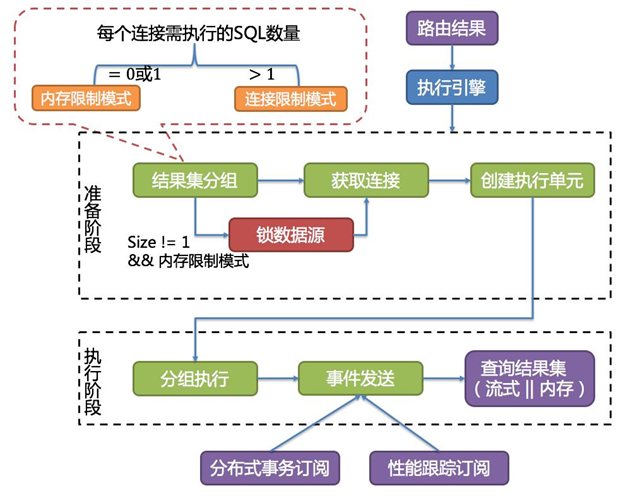 每个连接需执行的SQL数量
= 0或1
> 1
内存限制模式
连接限制模式
路由结果
执行引擎
准备阶段
结果集分组
获取连接
创建执行单元
锁数据源
Size != 1
&& 内存限制模式
执行阶段
分组执行
事件发送
查询结果集
(流式 || 内存)
分布式事务订阅
性能跟踪订阅